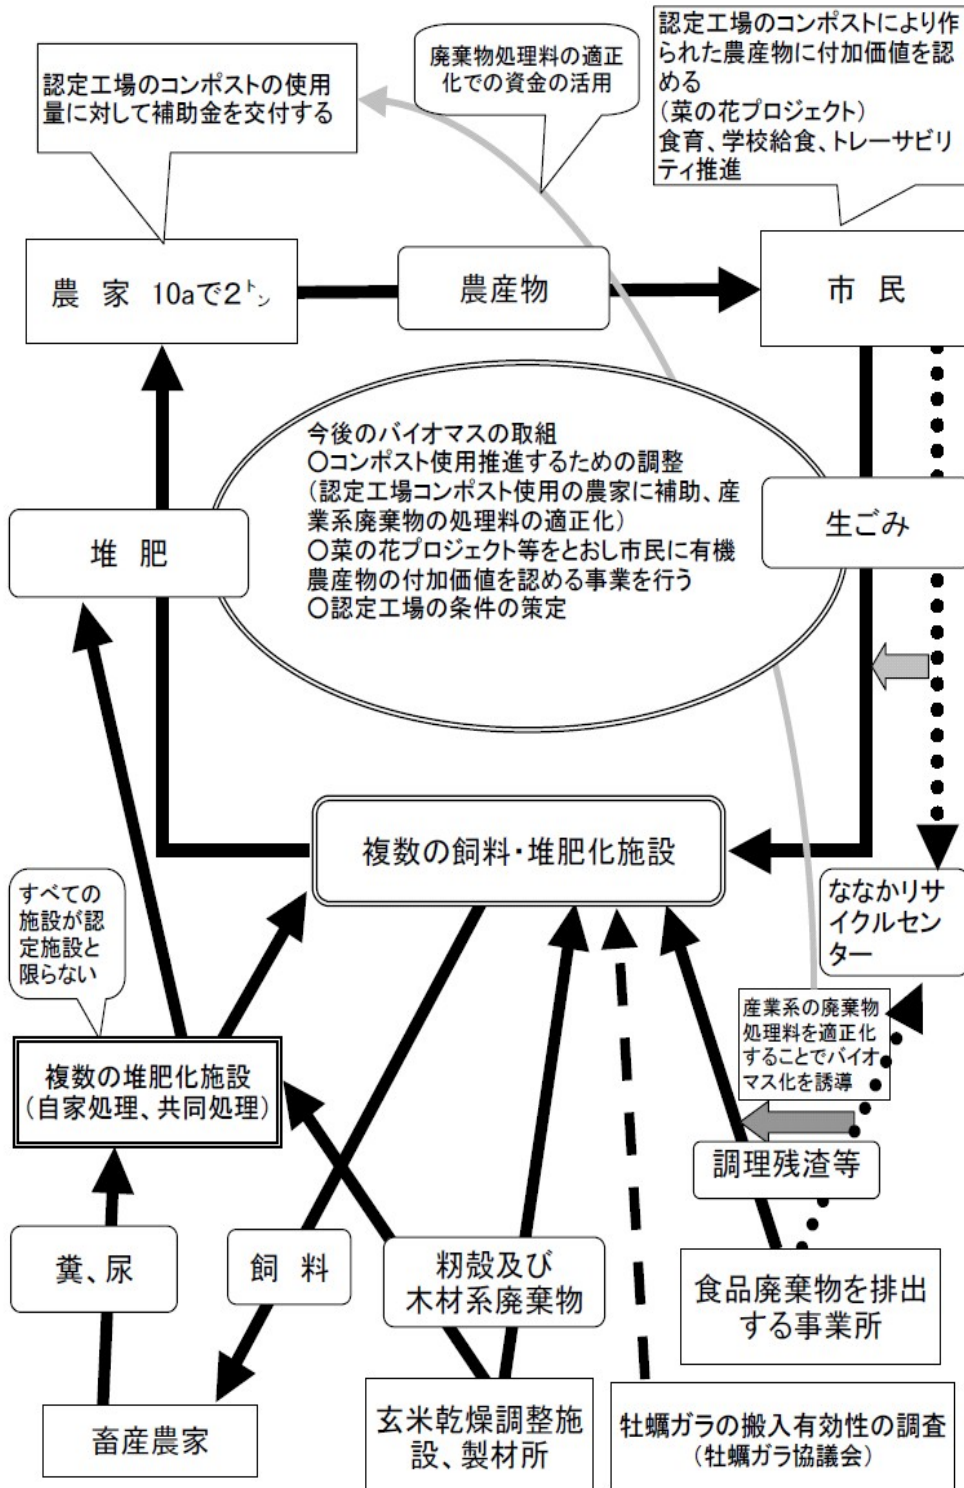 認定工場のコンポストの使用
量に対して補助金を交付する
廃棄物処理料の適正
化での資金の活用
認定工場のコンポストにより作
られた農産物に付加価値を認
める
(菜の花プロジェクト)
食育、学校給食、トレーサビリ
ティ推進
農 家 10aで2㌧
農産物
市 民
今後のバイオマスの取組
○コンポスト使用推進するための調整
(認定工場コンポスト使用の農家に補助、産
業系廃棄物の処理料の適正化)
○菜の花プロジェクト等をとおし市民に有機
農産物の付加価値を認める事業を行う
○認定工場の条件の策定
堆 肥
生ごみ
複数の飼料・堆肥化施設
すべての
施設が認
定施設と
限らない
ななかリサ
イクルセン
ター
産業系の廃棄物
処理料を適正化
することでバイオ
マス化を誘導
複数の堆肥化施設
(自家処理、共同処理)
調理残渣等
糞、尿
飼 料
籾殻及び
木材系廃棄物
食品廃棄物を排出
する事業所
畜産農家
玄米乾燥調整施
設、製材所
牡蠣ガラの搬入有効性の調査
(牡蠣ガラ協議会)